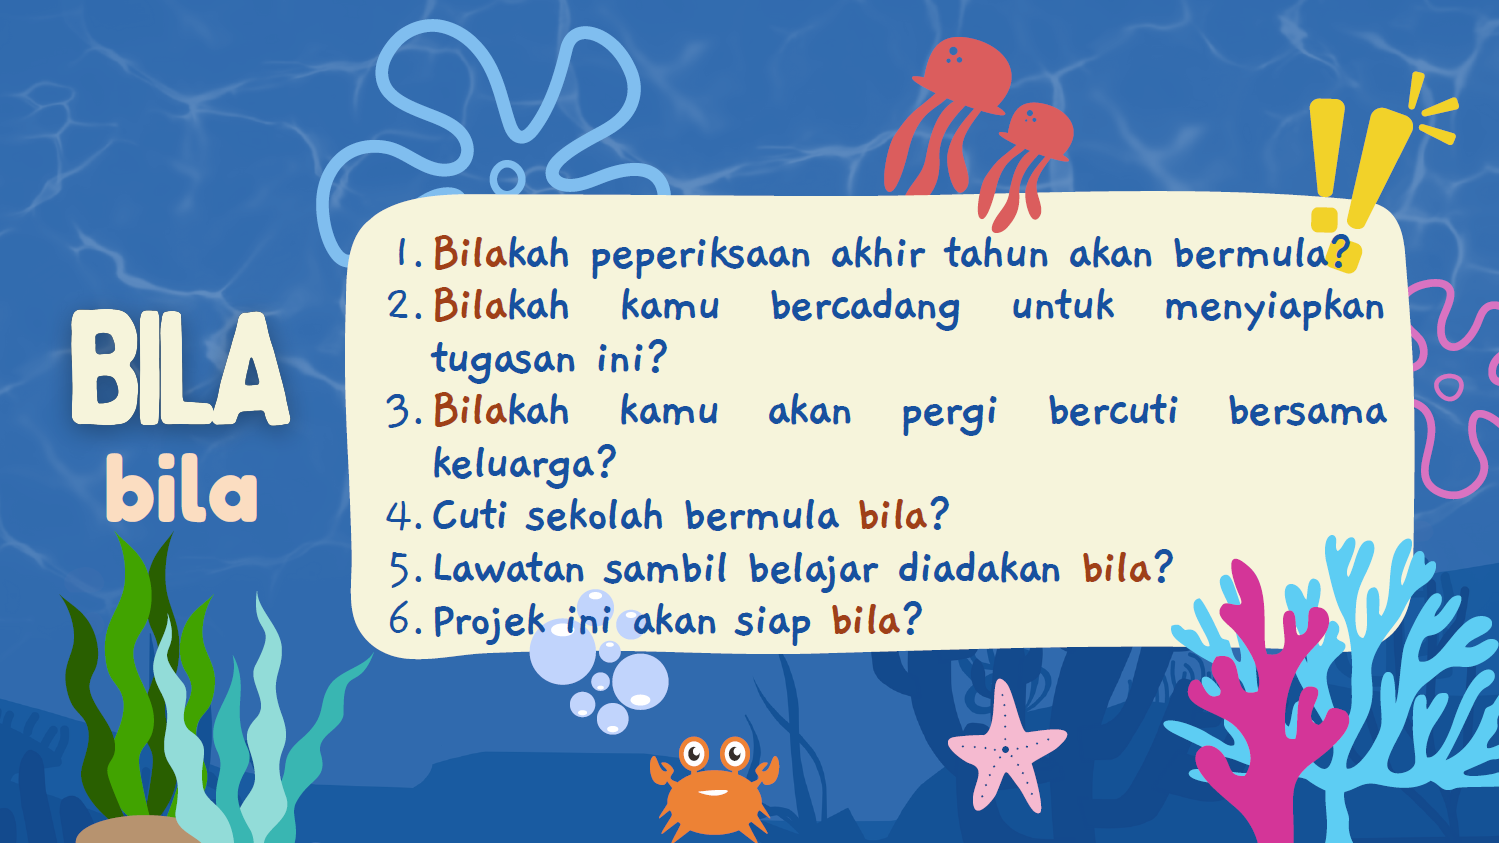 BILA
bila
1. Bilakah peperiksaan akhir tahun akan bermula?
2. Bilakah kamu bercadang untuk menyiapkan
tugasan ini?
3. Bilakah kamu akan pergi bercuti bersama
keluarga?
4. Cuti sekolah bermula bila?
5. Lawatan sambil belajar diadakan bila?
6. Projek ini akan siap bila?